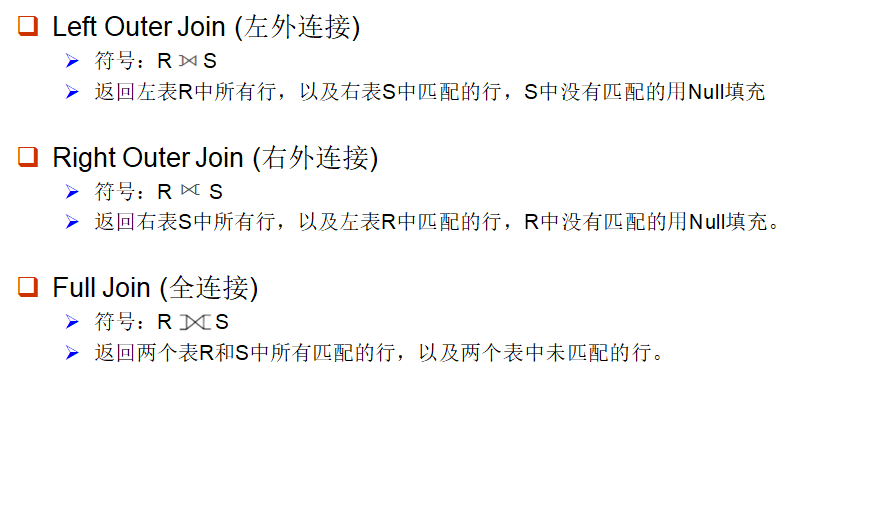 Left Outer Join (左外连接)
符号：R ⟕ S
返回左表R中所有行，以及右表S中匹配的行，S中没有匹配的用Null填充
Right Outer Join (右外连接)
符号：R ⟖ S
返回右表S中所有行，以及左表R中匹配的行，R中没有匹配的用Null填充。
Full Join (全连接)
符号：R ⟗ S
返回两个表R和S中所有匹配的行，以及两个表中未匹配的行。